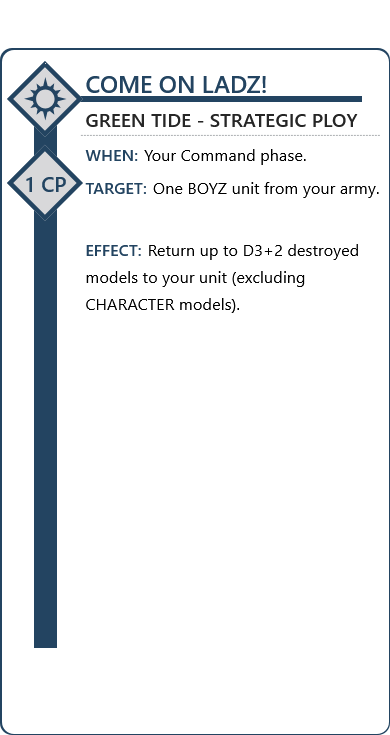 COME ON LADZ!
GREEN TIDE - STRATEGIC PLOY
WHEN: Your Command phase.
1 CP
TARGET: One BOYZ unit from your army.
EFFECT: Return up to D3+2 destroyed
models to your unit (excluding
CHARACTER models).